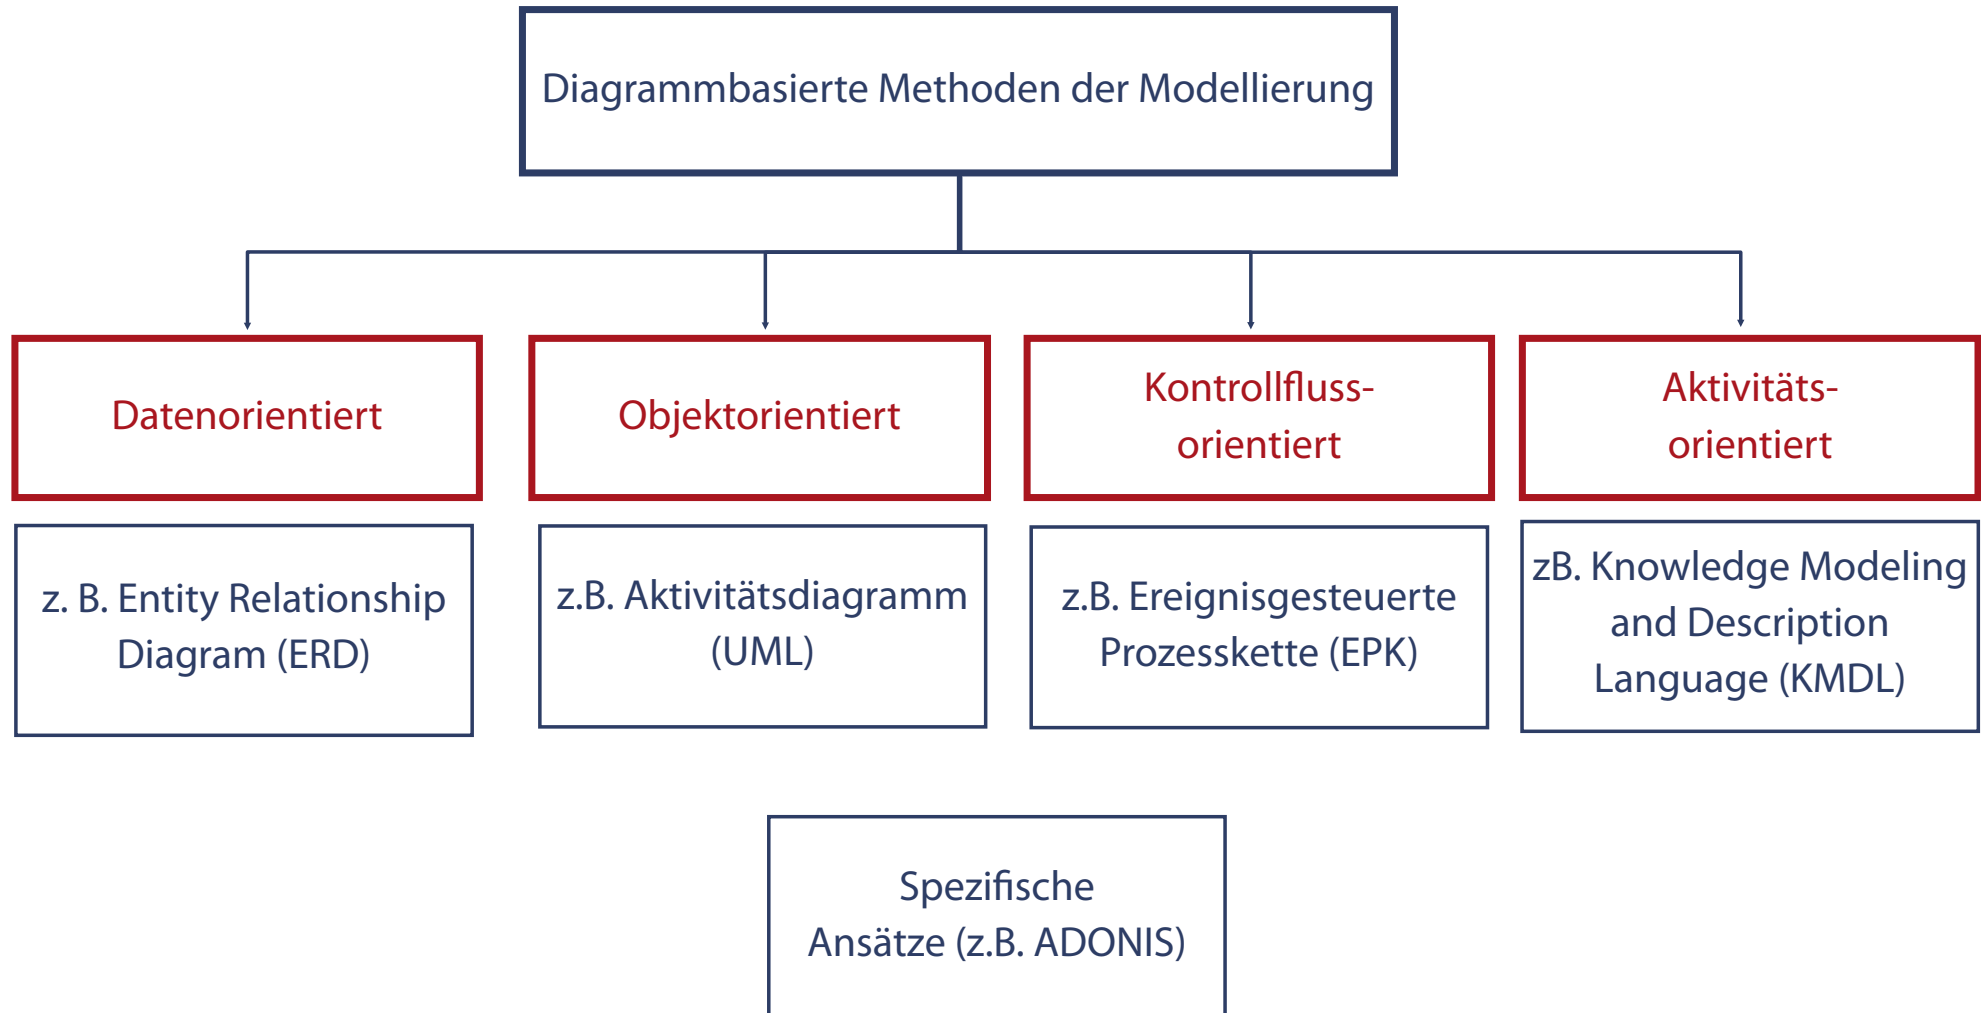 Diagrammbasierte Methoden der Modellierung
Datenorientiert
Objektorientiert
Kontrollfluss-
orientiert
Aktivitäts-
orientiert
z. B. Entity Relationship
Diagram (ERD)
z.B. Aktivitätsdiagramm
(UML)
z.B. Ereignisgesteuerte
Prozesskette (EPK)
zB. Knowledge Modeling
and Description
Language (KMDL)
Spezifische
Ansätze (z.B. ADONIS)